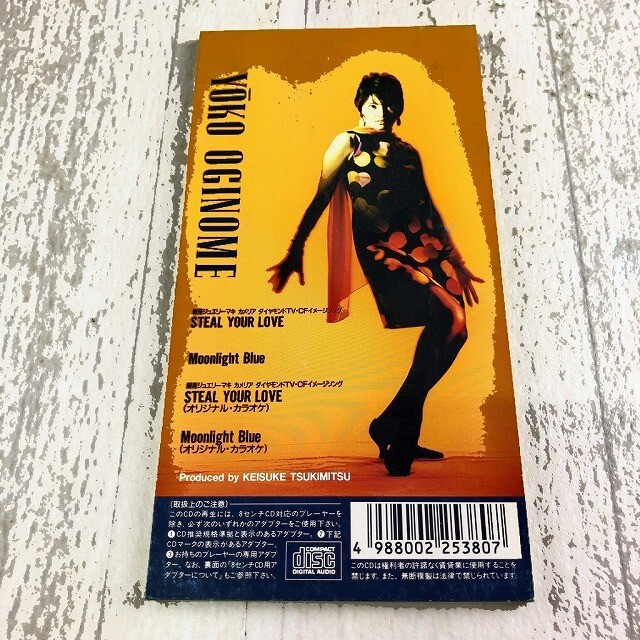 YŌKO OGINOME
銀座ジュエリーマキ カメリア ダイヤモンドTV・CFイメージソング
STEAL YOUR LOVE
Moonlight Blue
銀座ジュエリーマキ カメリア ダイヤモンドTV・CFイメージソング
STEAL YOUR LOVE
(オリジナル・カラオケ)
Moonlight Blue
(オリジナル・カラオケ)
Produced by KEISUKE TSUKIMITSU
〔取扱上のご注意〕
このCDの再生には、8センチCD対応のプレーヤーを
除き、必ず次のいずれかのアダプターをご使用下さい。
❶CD推奨規格準拠と表示のあるアダプター。❷下記
CDマークの表示があるアダプター。
❸お持ちのプレーヤーの専用アダ
プター。なお、裏面の「8センチCD用ア
ダプターについて」もご参照下さい。
COMPACT
disc
DIGITAL AUDIO
4 988002 253807
このCDは権利者の許諾なく賃貸業に使用することを
禁じます。また、無断複製は法律で禁じられています。